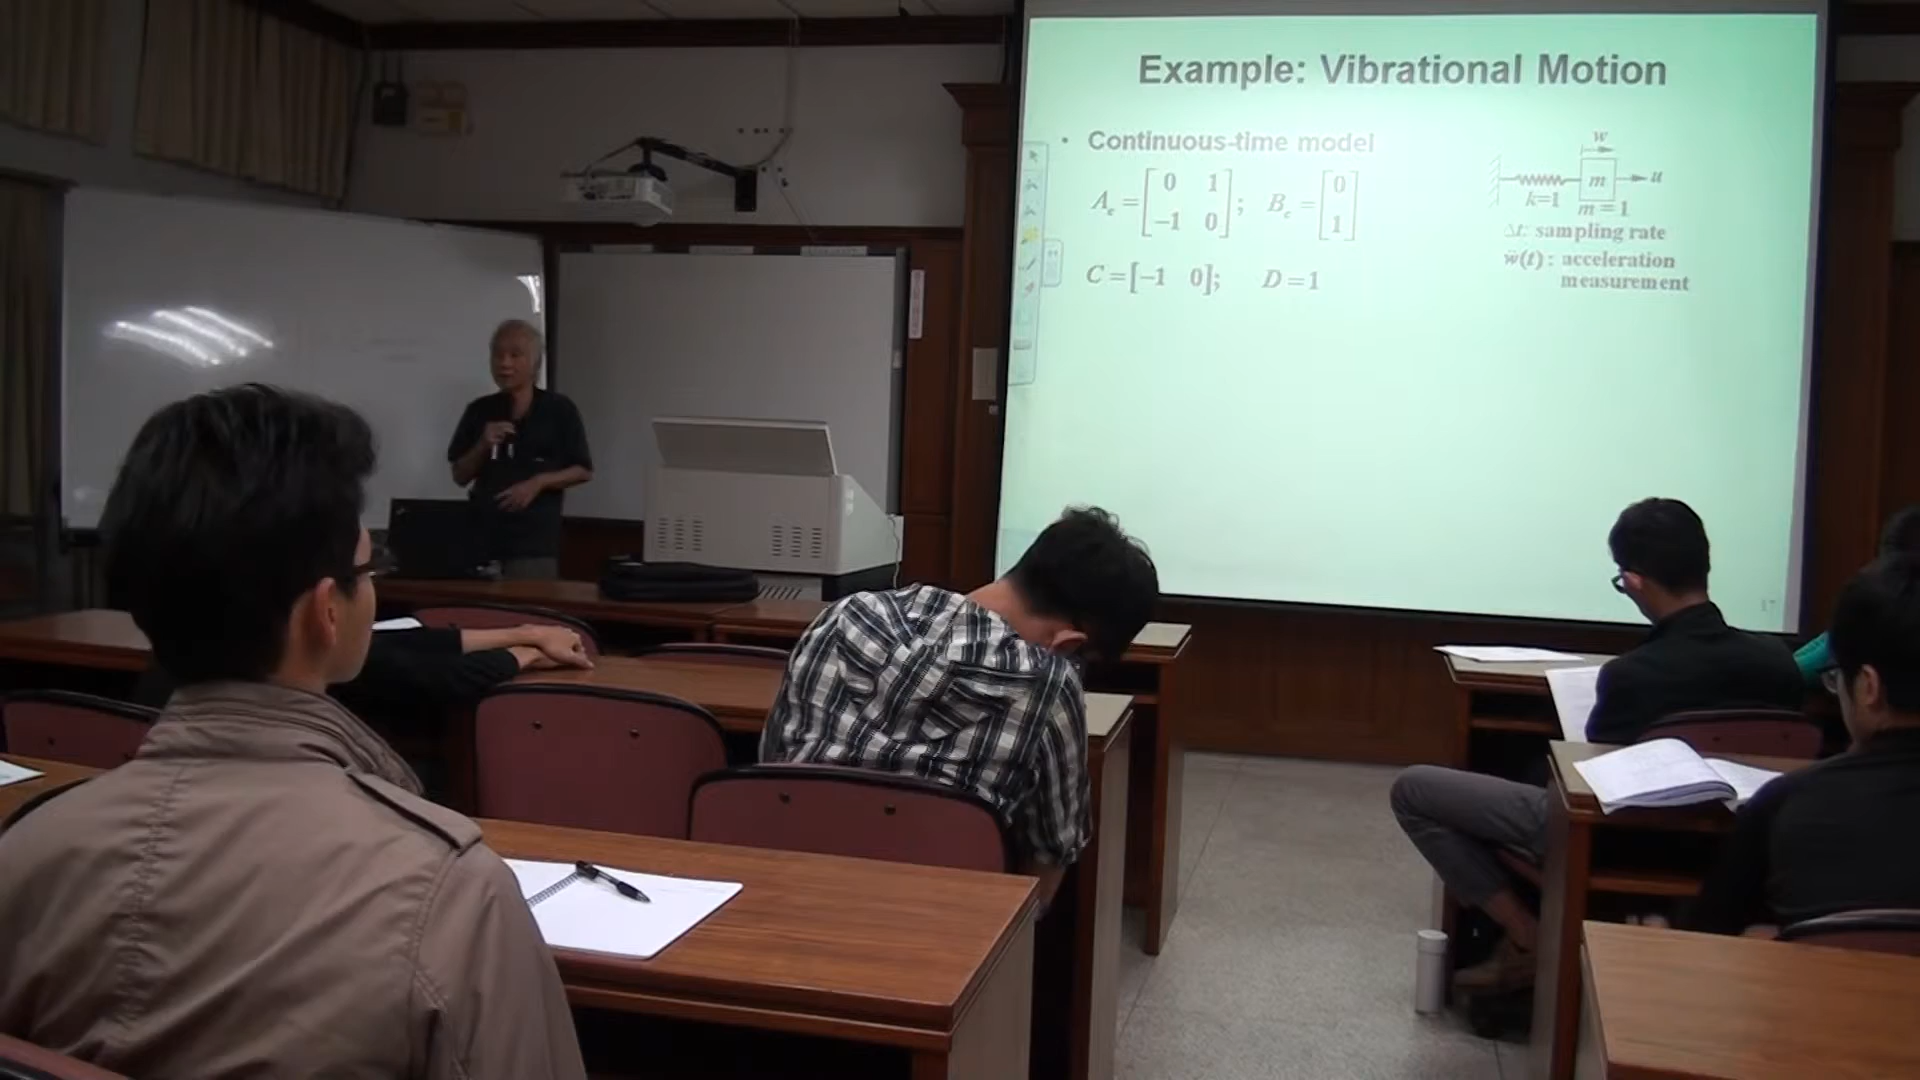 Example: Vibrational Motion
• Continuous-time model
A_c = [0 1; -1 0]; B_c = [0; 1]
C = [-1 0]; D = 1
w
m
u
k=1
m=1
Δt: sampling rate
ẅ(t): acceleration
measurement
17